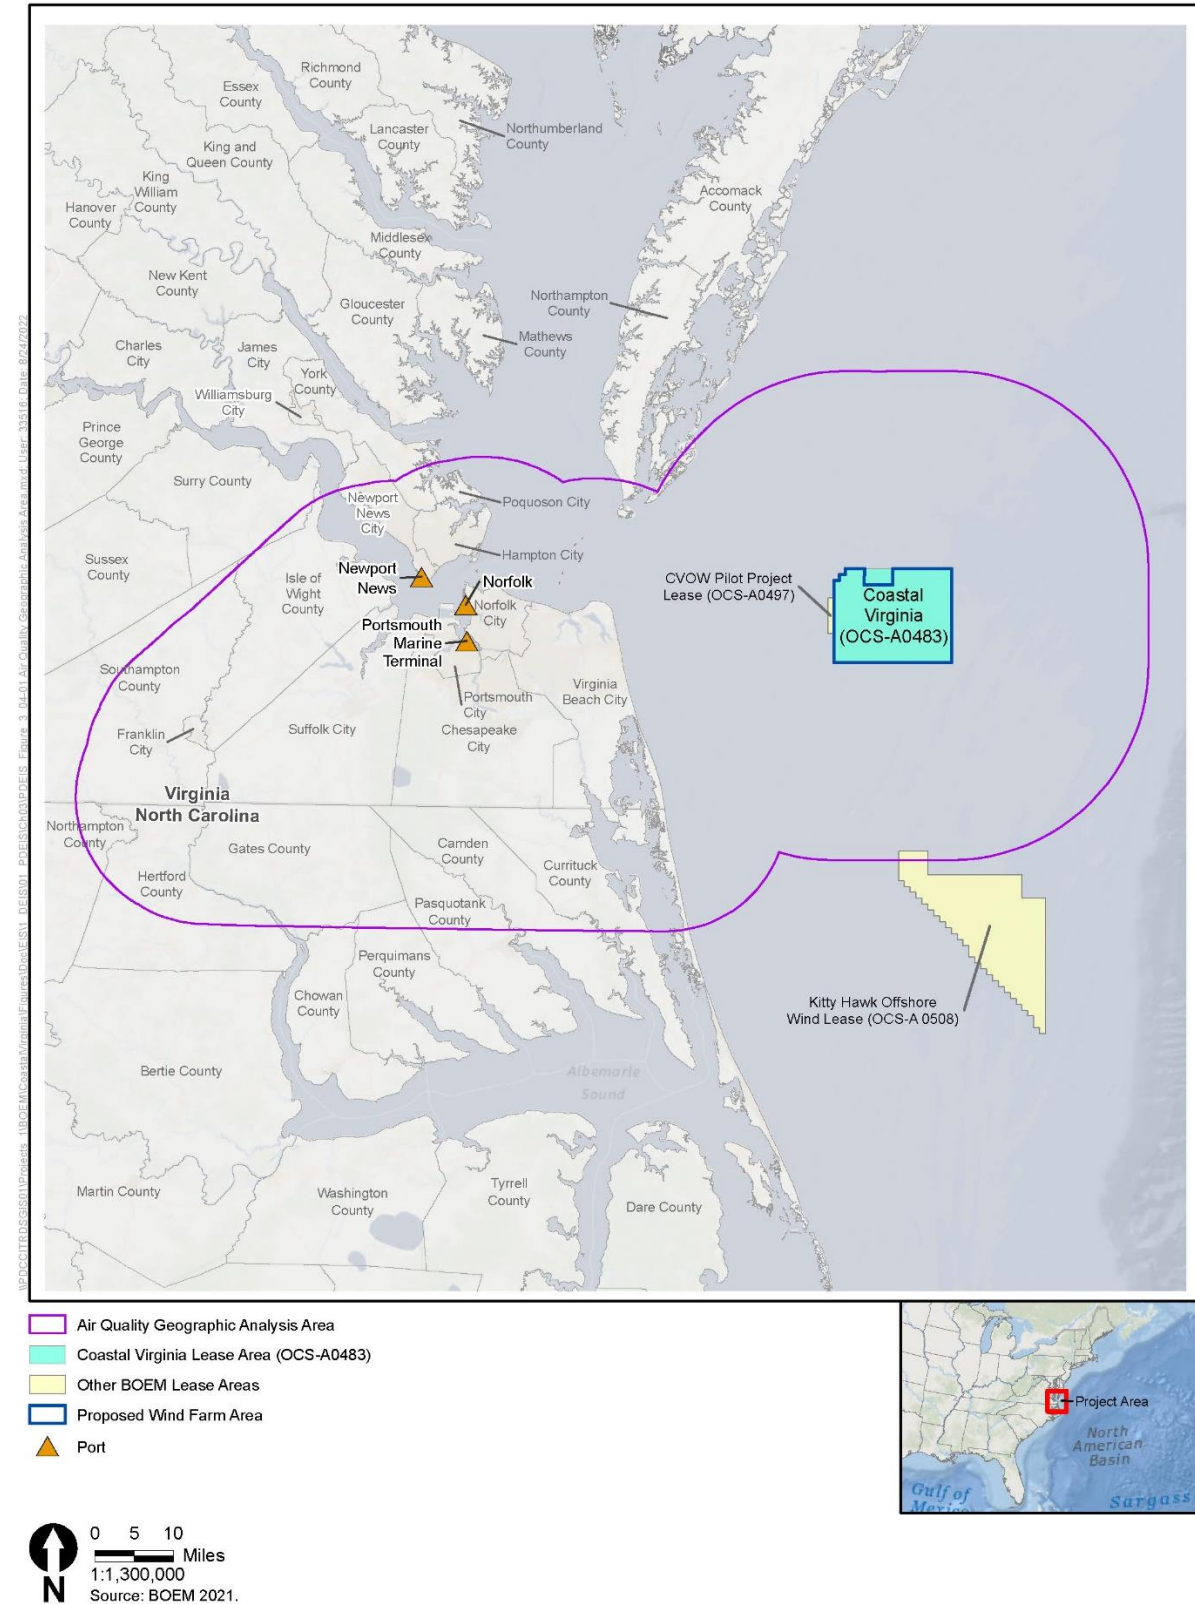 Richmond
County
Essex
County
Northumberland
County
Lancaster
County
King and
Queen County
King
William
County
Accomack
County
Hanover
County
Middlesex
County
New Kent
County
Northampton
County
Gloucester
County
Mathews
County
Charles
City
James
City
York
County
Williamsburg
City
Prince
George
County
Surry County
Newport
News
City
Poquoson City
Hampton City
Sussex
County
Isle of
Wight
County
Newport
News
Norfolk
Norfolk
City
CVOW Pilot Project
Lease (OCS-A0497)
Coastal
Virginia
(OCS-A0483)
Portsmouth
Marine
Terminal
Southampton
County
Portsmouth
City
Virginia
Beach City
Franklin
City
Suffolk City
Chesapeake
City
Virginia
North Carolina
Northampton
County
Gates County
Camden
County
Currituck
County
Hertford
County
Pasquotank
County
Perquimans
County
Chowan
County
Kitty Hawk Offshore
Wind Lease (OCS-A 0508)
Bertie County
Albemarle
Sound
Martin County
Washington
County
Tyrrell
County
Dare County
Air Quality Geographic Analysis Area
Coastal Virginia Lease Area (OCS-A0483)
Other BOEM Lease Areas
Proposed Wind Farm Area
Port
Project Area
North
American
Basin
Gulf of
Mexico
Sargass
0 5 10
Miles
1:1,300,000
N
Source: BOEM 2021.